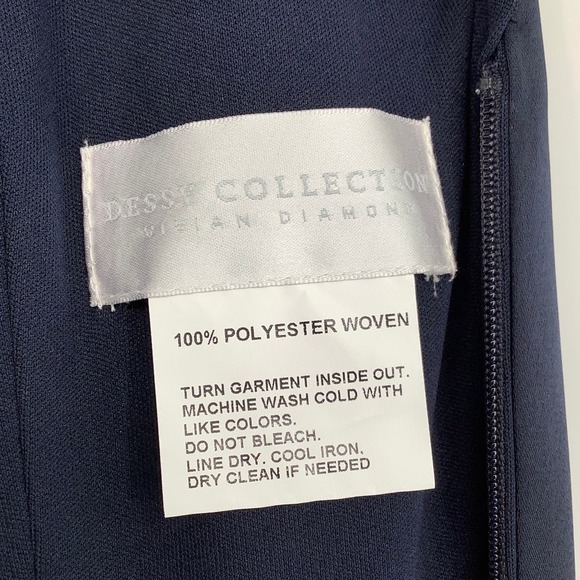 DESSY COLLECTION
VIVIAN DIAMOND
100% POLYESTER WOVEN
TURN GARMENT INSIDE OUT.
MACHINE WASH COLD WITH
LIKE COLORS.
DO NOT BLEACH.
LINE DRY. COOL IRON.
DRY CLEAN IF NEEDED